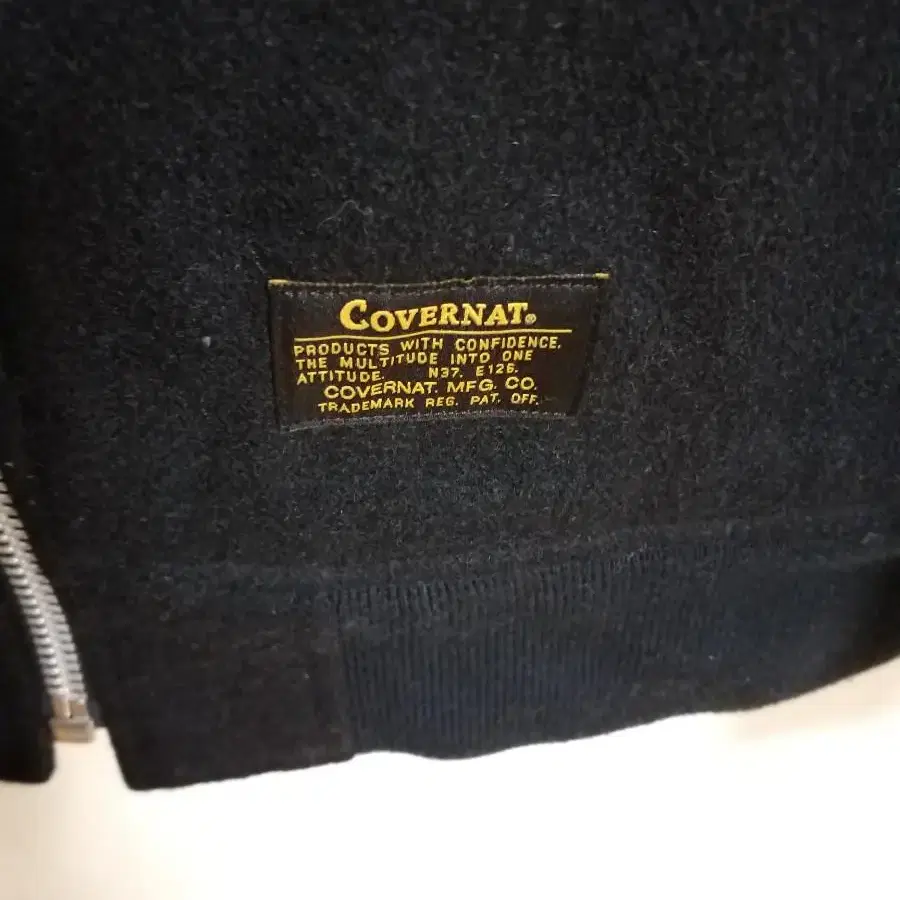 COVERNAT®
PRODUCTS WITH CONFIDENCE.
THE MULTITUDE INTO ONE
ATTITUDE. N37. E126.
COVERNAT. MFG. CO.
TRADEMARK REG. PAT. OFF.